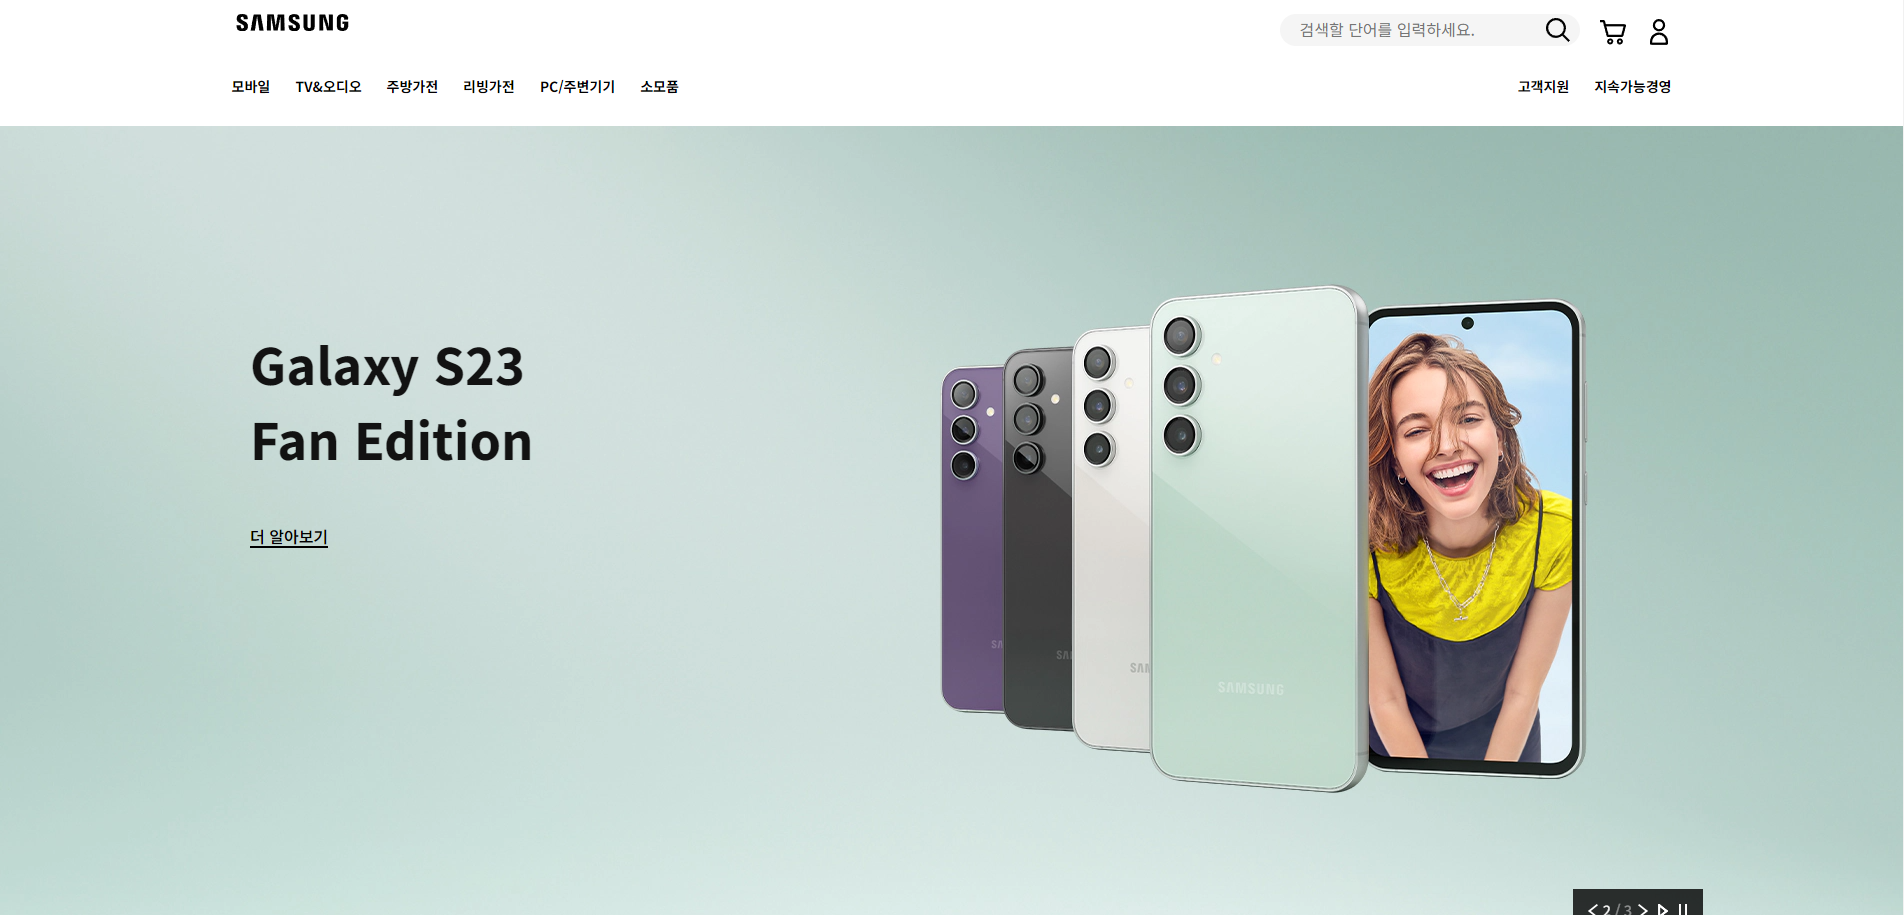 SAMSUNG
검색할 단어를 입력하세요.
모바일 TV&오디오 주방가전 리빙가전 PC/주변기기 소모품 고객지원 지속가능경영
Galaxy S23
Fan Edition
더 알아보기
SA
SAM
SAM
SAMSUNG
2 / 3